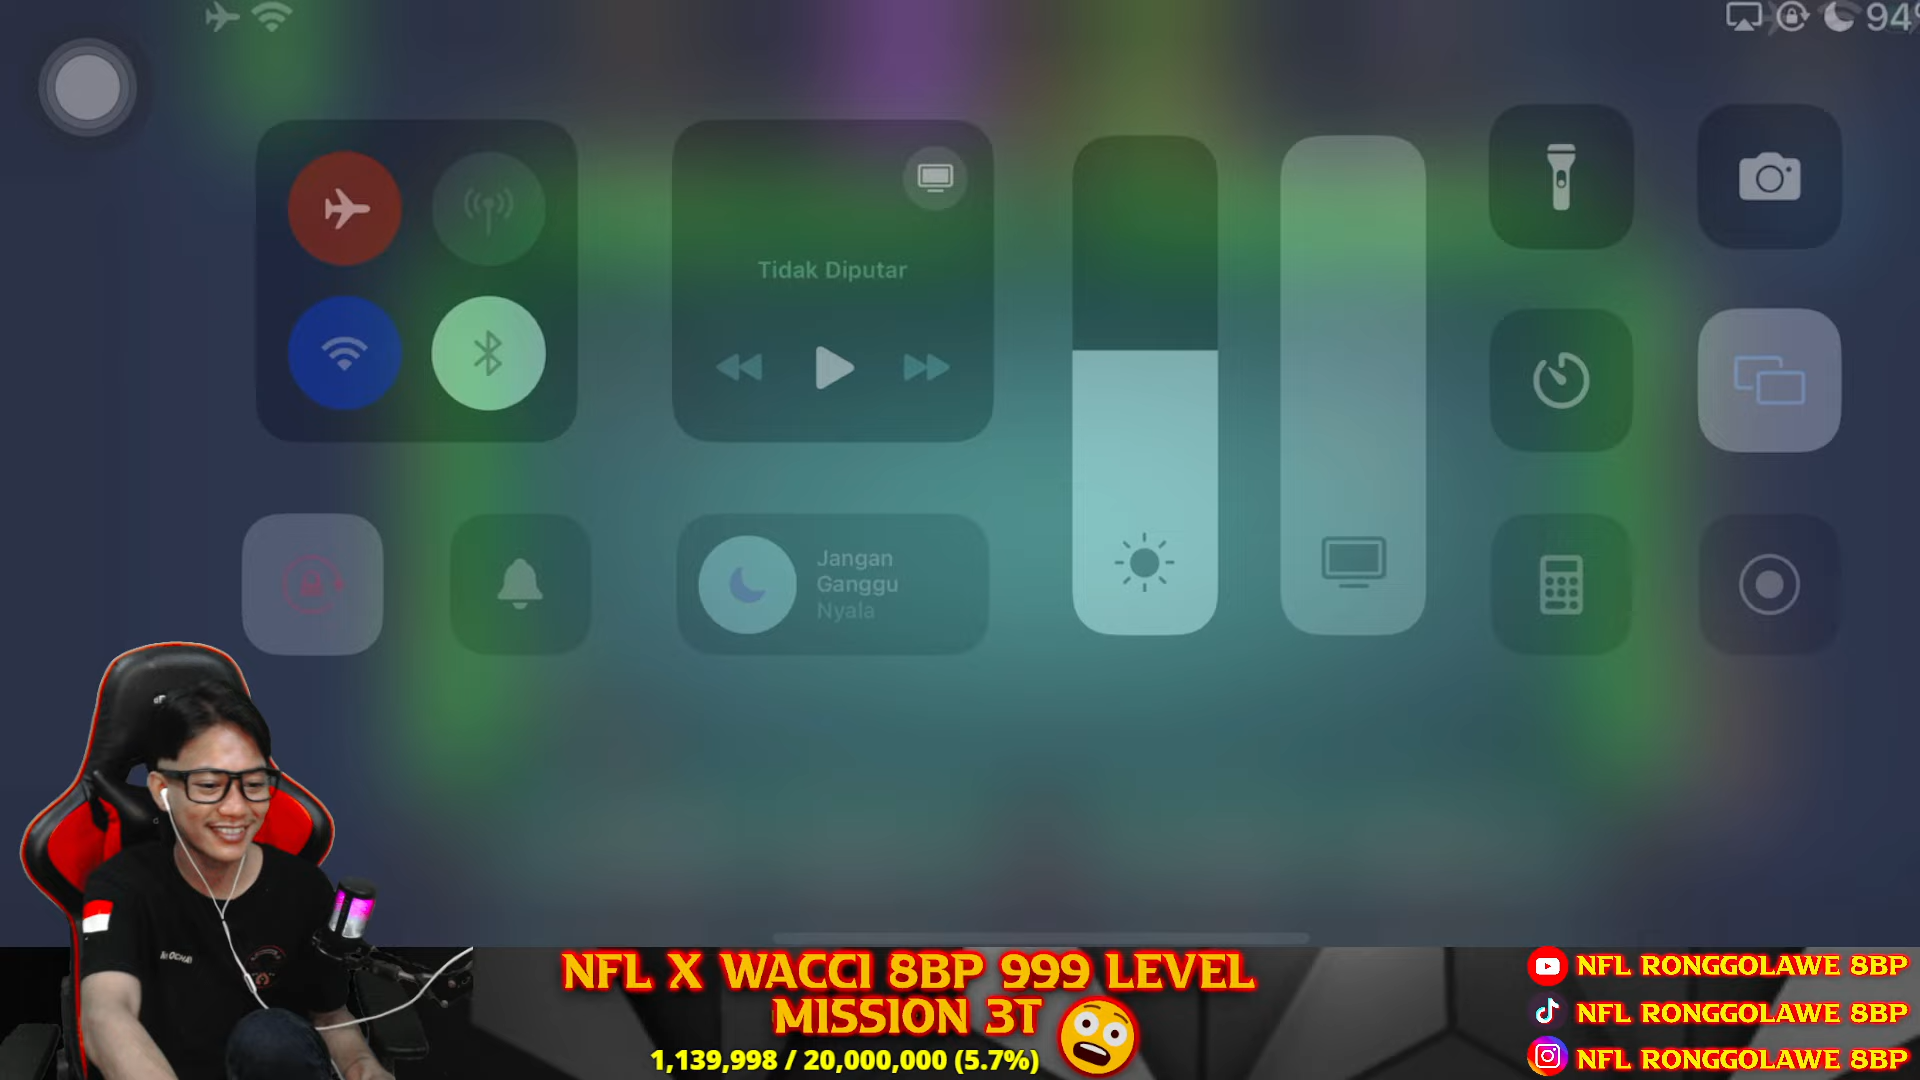 94
Tidak Diputar
Jangan
Ganggu
Nyala
NFL X WACCI 8BP 999 LEVEL
MISSION 3T
1,139,998 / 20,000,000 (5.7%)
NFL RONGGOLAWE 8BP
NFL RONGGOLAWE 8BP
NFL RONGGOLAWE 8BP